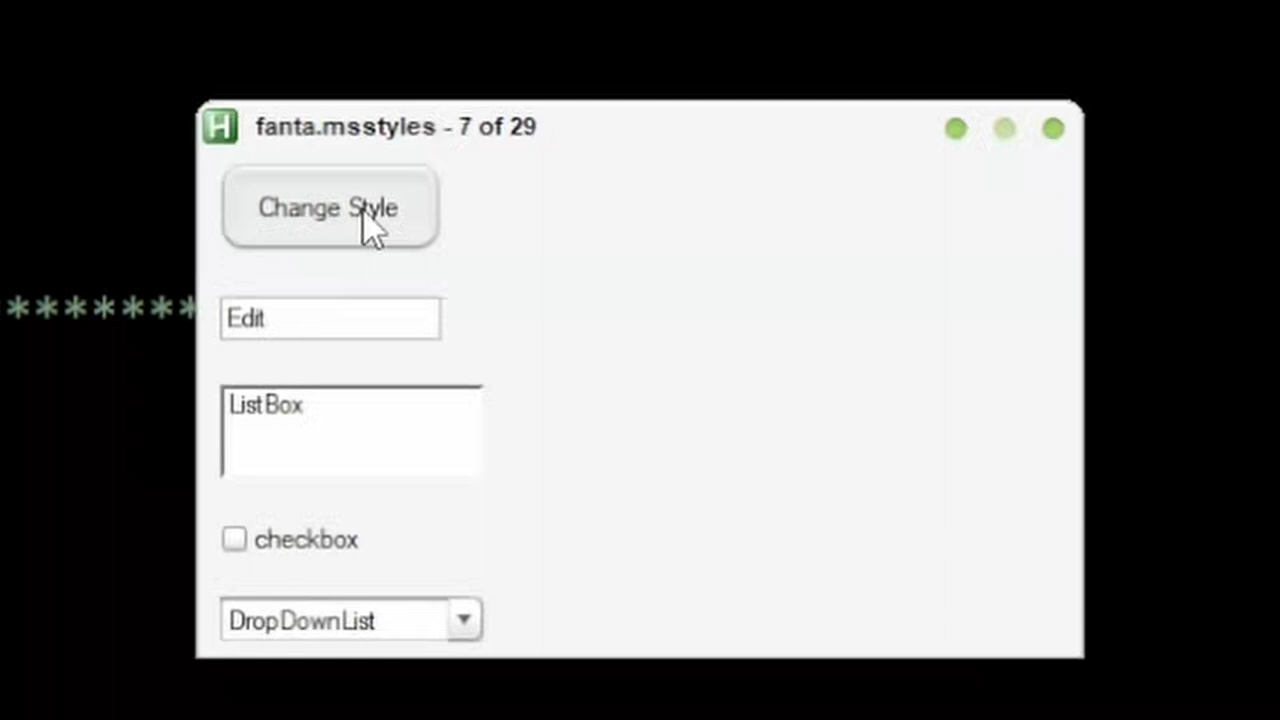 H fanta.msstyles - 7 of 29
Change Style
*******
Edit
ListBox
checkbox
DropDownList